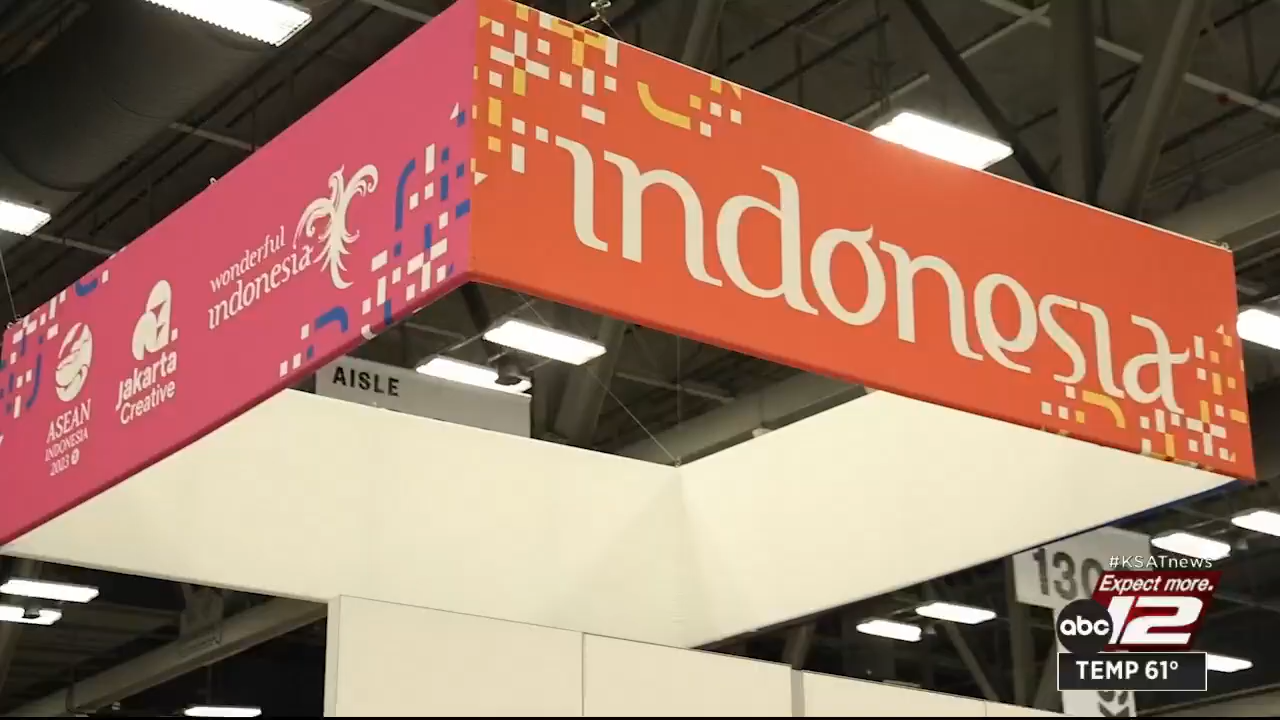 indonesia
wonderful
indonesia
Jakarta
Creative
ASEAN
INDONESIA
2023
AISLE
130
#KSATnews
Expect more.
abc 12
TEMP 61°